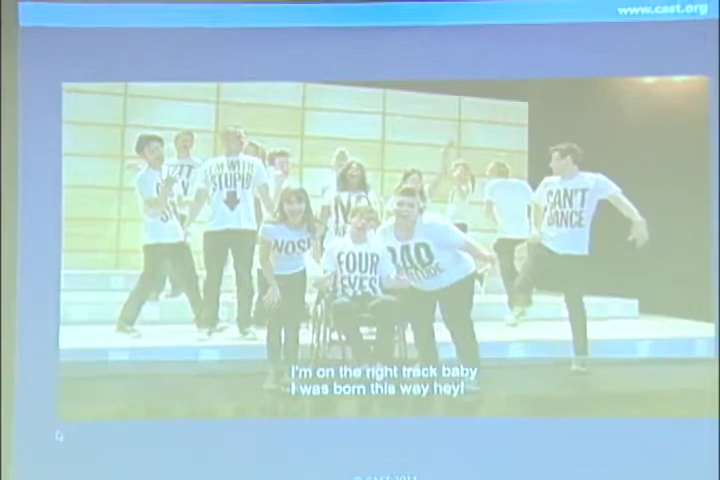 www.cast.org
I'M WITH
STUPID
NOSE
FOUR
EYES
CAN'T
DANCE
I'm on the right track baby
I was born this way hey!